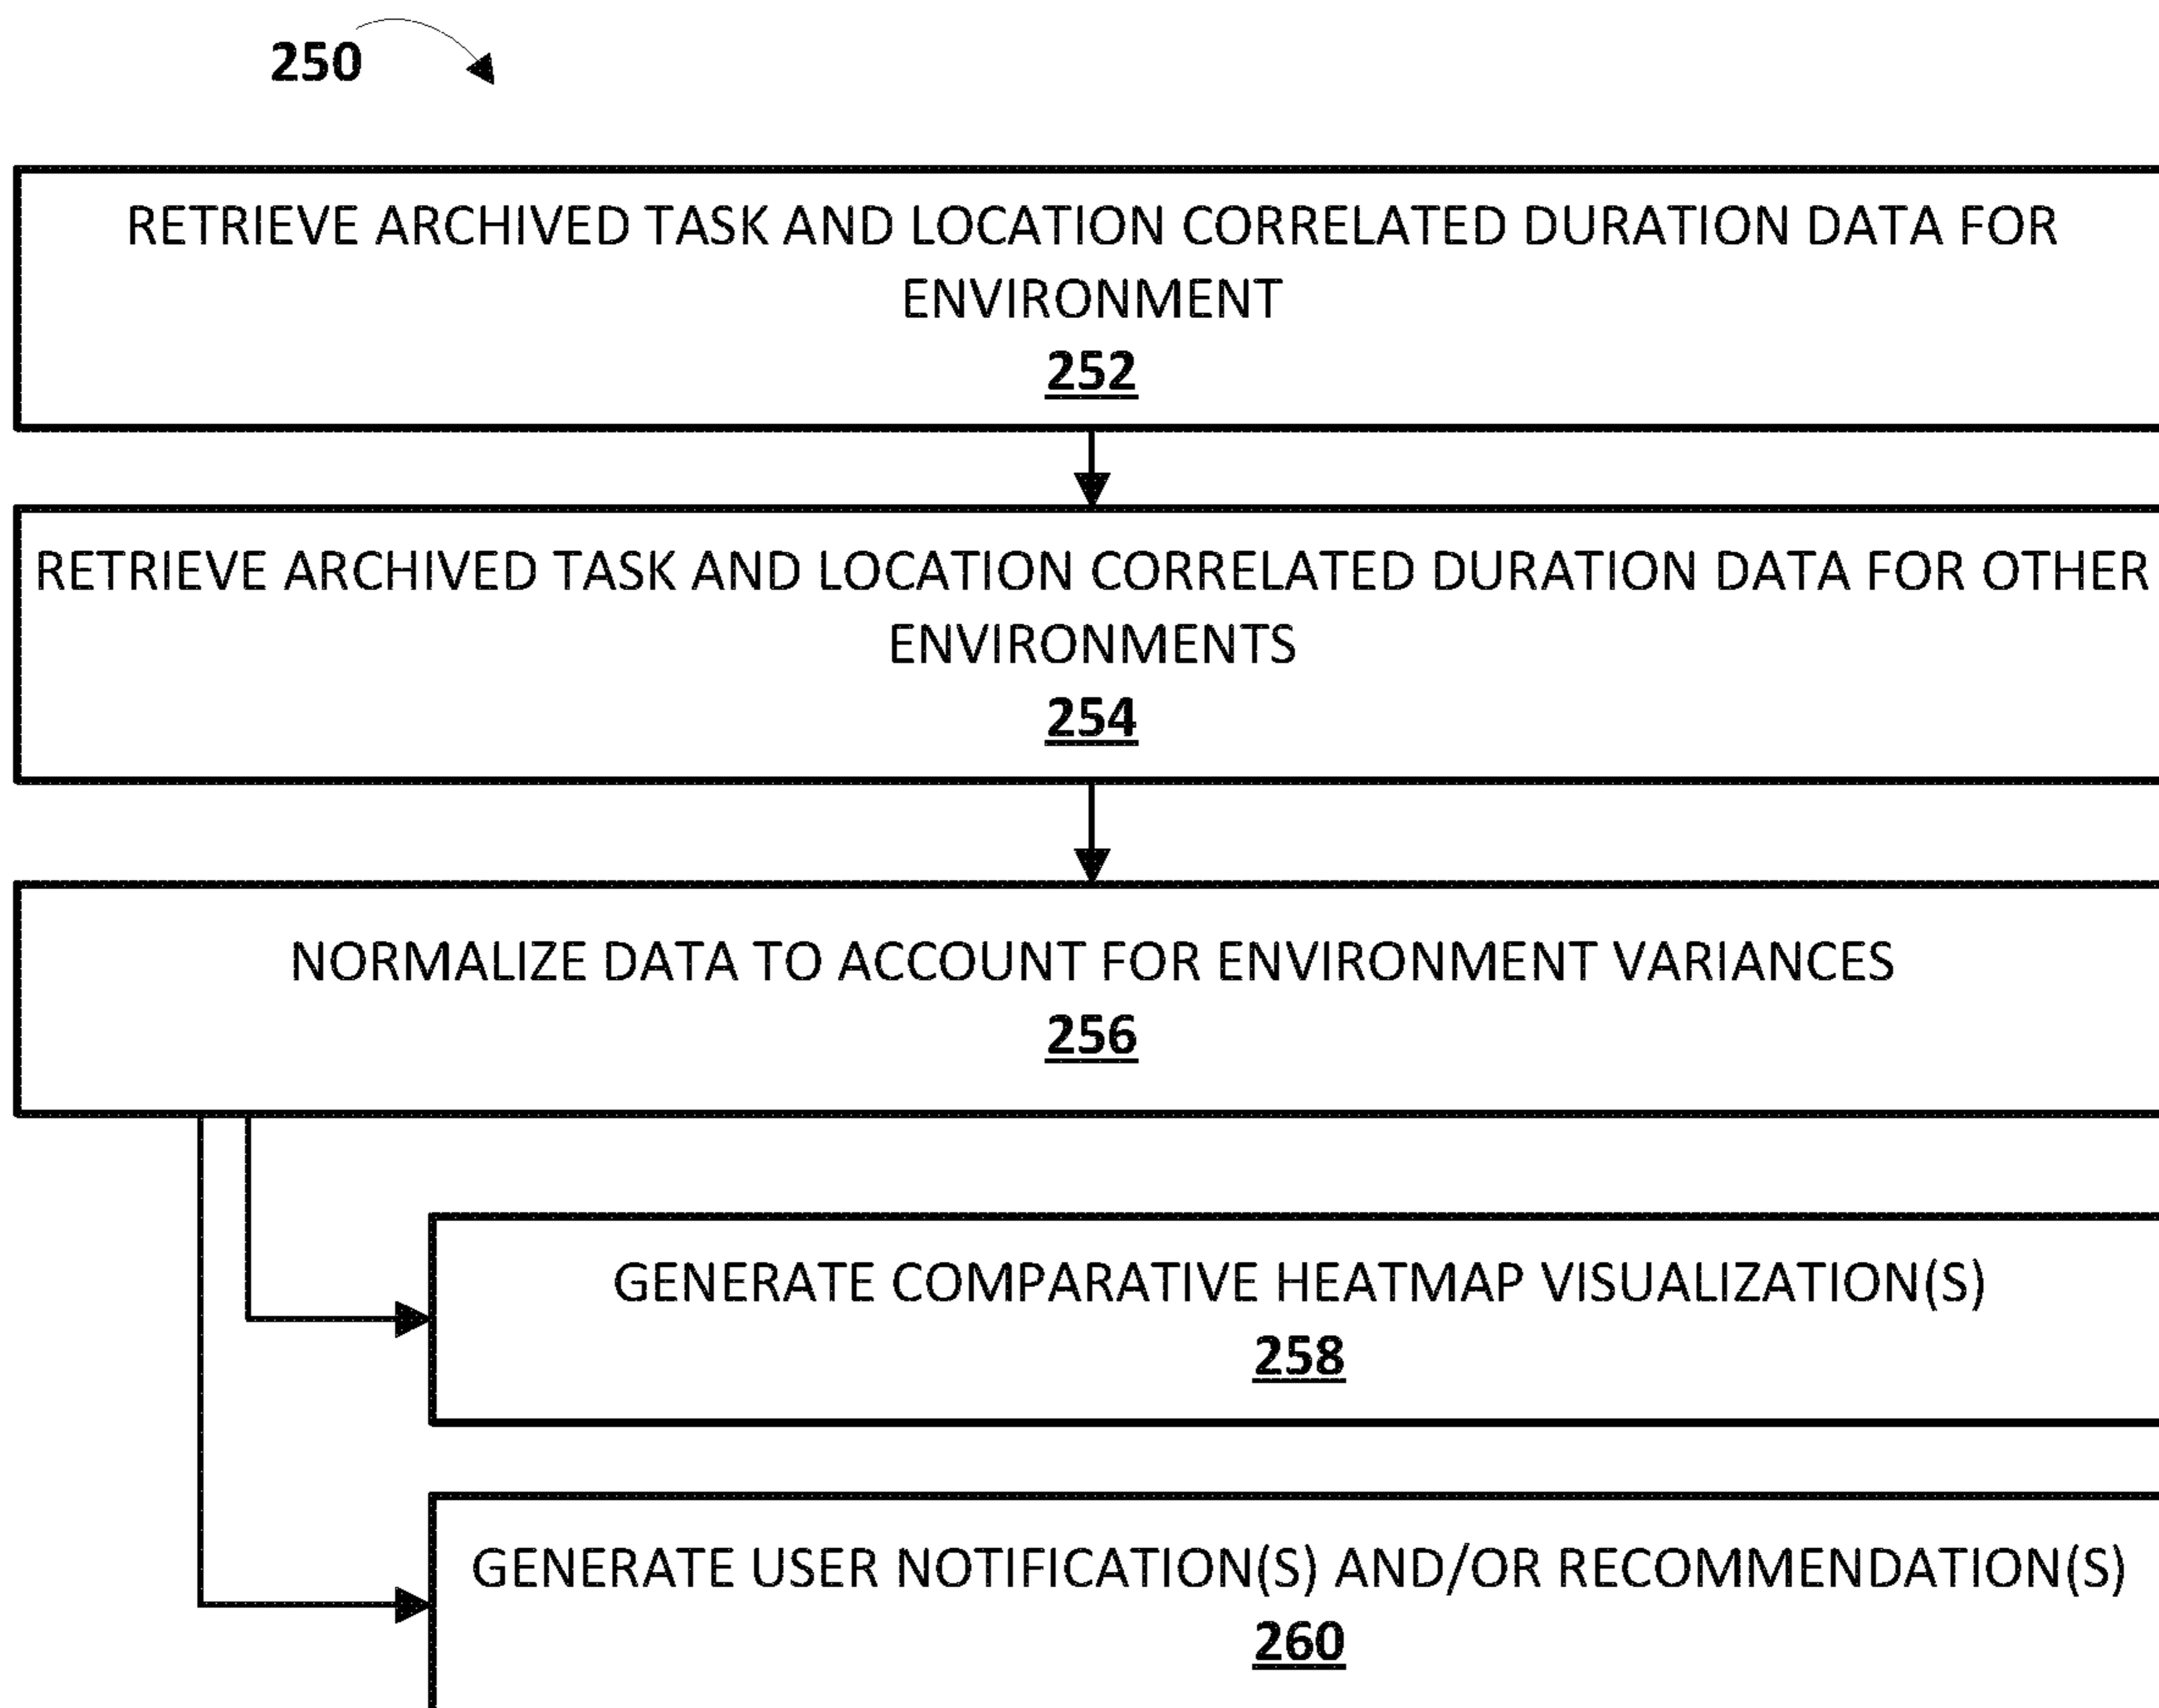 250
RETRIEVE ARCHIVED TASK AND LOCATION CORRELATED DURATION DATA FOR
ENVIRONMENT
252
RETRIEVE ARCHIVED TASK AND LOCATION CORRELATED DURATION DATA FOR OTHER
ENVIRONMENTS
254
NORMALIZE DATA TO ACCOUNT FOR ENVIRONMENT VARIANCES
256
GENERATE COMPARATIVE HEATMAP VISUALIZATION(S)
258
GENERATE USER NOTIFICATION(S) AND/OR RECOMMENDATION(S)
260